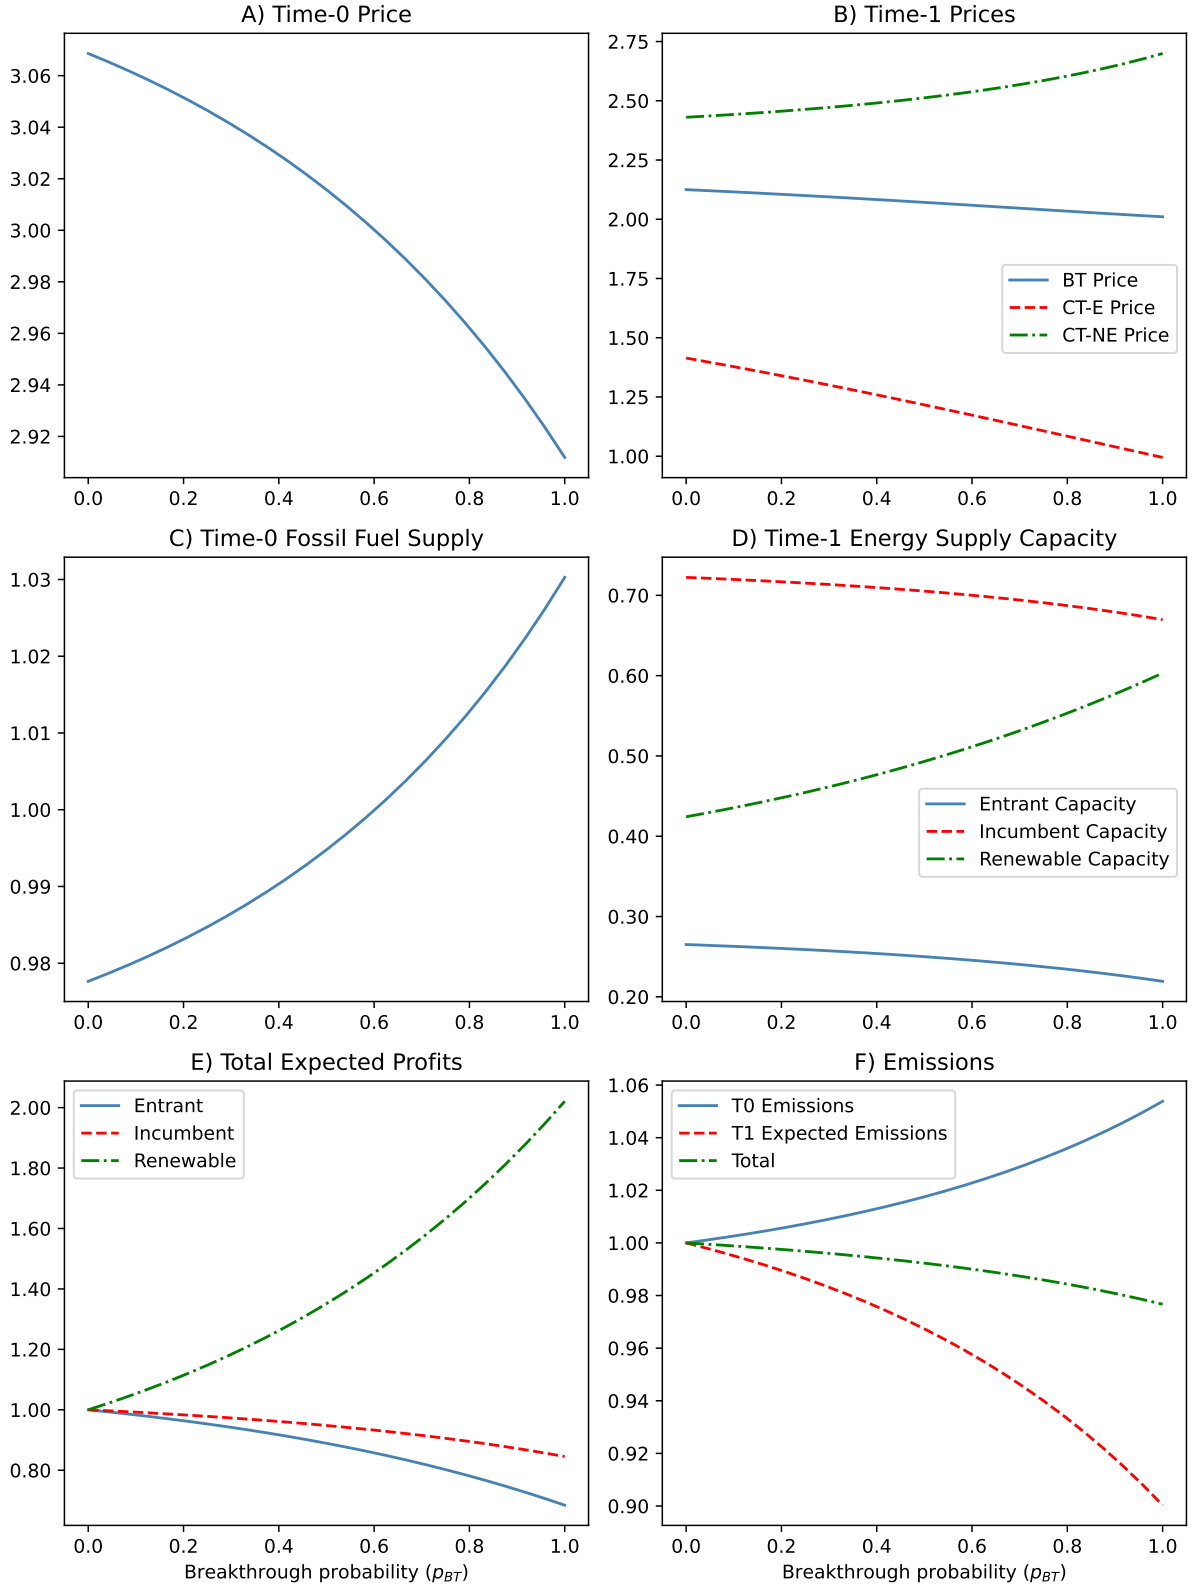 A) Time-0 Price
3.06
3.04
3.02
3.00
2.98
2.96
2.94
2.92
0.0 0.2 0.4 0.6 0.8 1.0
B) Time-1 Prices
2.75
2.50
2.25
2.00
1.75
1.50
1.25
1.00
BT Price
CT-E Price
CT-NE Price
0.0 0.2 0.4 0.6 0.8 1.0
C) Time-0 Fossil Fuel Supply
1.03
1.02
1.01
1.00
0.99
0.98
0.0 0.2 0.4 0.6 0.8 1.0
D) Time-1 Energy Supply Capacity
0.70
0.60
0.50
0.40
0.30
0.20
Entrant Capacity
Incumbent Capacity
Renewable Capacity
0.0 0.2 0.4 0.6 0.8 1.0
E) Total Expected Profits
Entrant
Incumbent
Renewable
2.00
1.80
1.60
1.40
1.20
1.00
0.80
0.0 0.2 0.4 0.6 0.8 1.0
Breakthrough probability (p_BT)
F) Emissions
T0 Emissions
T1 Expected Emissions
Total
1.06
1.04
1.02
1.00
0.98
0.96
0.94
0.92
0.90
0.0 0.2 0.4 0.6 0.8 1.0
Breakthrough probability (p_BT)